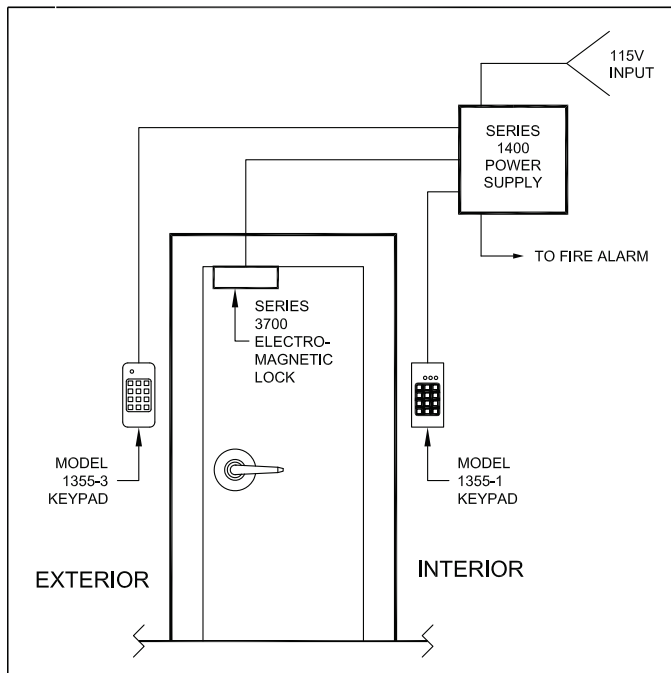 115V
INPUT
SERIES
1400
POWER
SUPPLY
TO FIRE ALARM
SERIES
3700
ELECTRO-
MAGNETIC
LOCK
MODEL
1355-3
KEYPAD
MODEL
1355-1
KEYPAD
EXTERIOR
INTERIOR